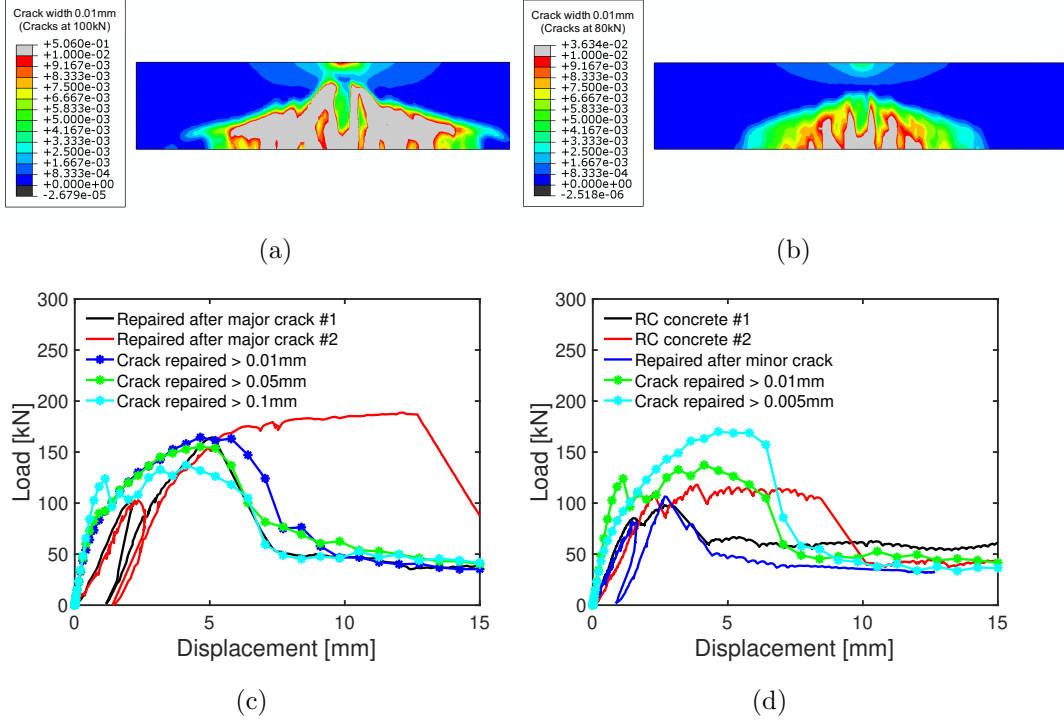 Crack width 0.01mm
(Cracks at 100kN)
+5.060e-01
+1.000e-02
+9.167e-03
+8.333e-03
+7.500e-03
+6.667e-03
+5.833e-03
+5.000e-03
+4.167e-03
+3.333e-03
+2.500e-03
+1.667e-03
+8.333e-04
+0.000e+00
-2.679e-05
(a)
Crack width 0.01mm
(Cracks at 80kN)
+3.634e-02
+1.000e-02
+9.167e-03
+8.333e-03
+7.500e-03
+6.667e-03
+5.833e-03
+5.000e-03
+4.167e-03
+3.333e-03
+2.500e-03
+1.667e-03
+8.333e-04
+0.000e+00
-2.518e-06
(b)
Load [kN]
300
250
200
150
100
50
0
Repaired after major crack #1
Repaired after major crack #2
Crack repaired > 0.01mm
Crack repaired > 0.05mm
Crack repaired > 0.1mm
0 5 10 15
Displacement [mm]
(c)
Load [kN]
300
250
200
150
100
50
0
RC concrete #1
RC concrete #2
Repaired after minor crack
Crack repaired > 0.01mm
Crack repaired > 0.005mm
0 5 10 15
Displacement [mm]
(d)